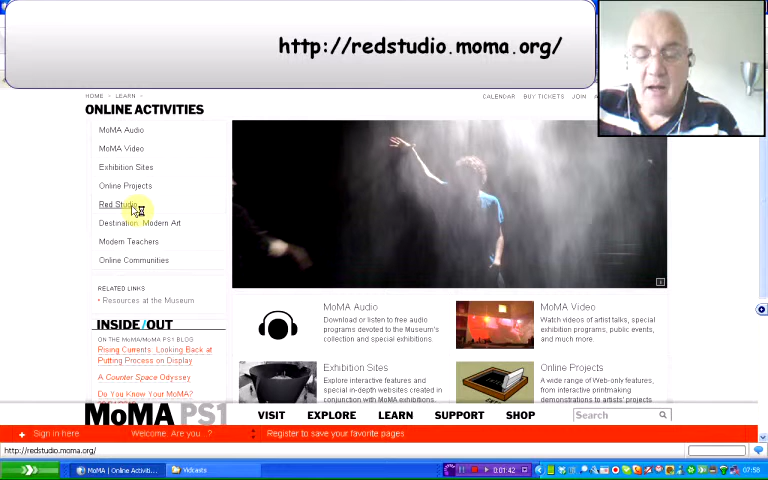 http://redstudio.moma.org/
HOME - LEARN -
CALENDAR BUY TICKETS JOIN
ONLINE ACTIVITIES
MoMA Audio
MoMA Video
Exhibition Sites
Online Projects
Red Studio
Destination: Modern Art
Modern Teachers
Online Communities
RELATED LINKS
Resources at the Museum
INSIDE/OUT
ON THE MoMA/MoMA PS1 BLOG
Rising Currents: Looking Back at
Putting Process on Display
A Counter Space Odyssey
Do You Know Your MoMA?
MoMA Audio
Download or listen to free audio
programs devoted to the Museum's
collection and special exhibitions.
MoMA Video
Watch videos of artist talks, special
exhibition programs, public events,
and much more.
Exhibition Sites
Explore interactive features and
special in-depth websites created in
conjunction with MoMA exhibitions.
Online Projects
A wide range of Web-only features,
from interactive printmaking
demonstrations to artists' projects
MoMA PS1
VISIT EXPLORE LEARN SUPPORT SHOP
Search
Sign in here Welcome. Are you...? Register to save your favorite pages
http://redstudio.moma.org/
MoMA | Online Activiti...
Vidcasts
0:01:42
07:58